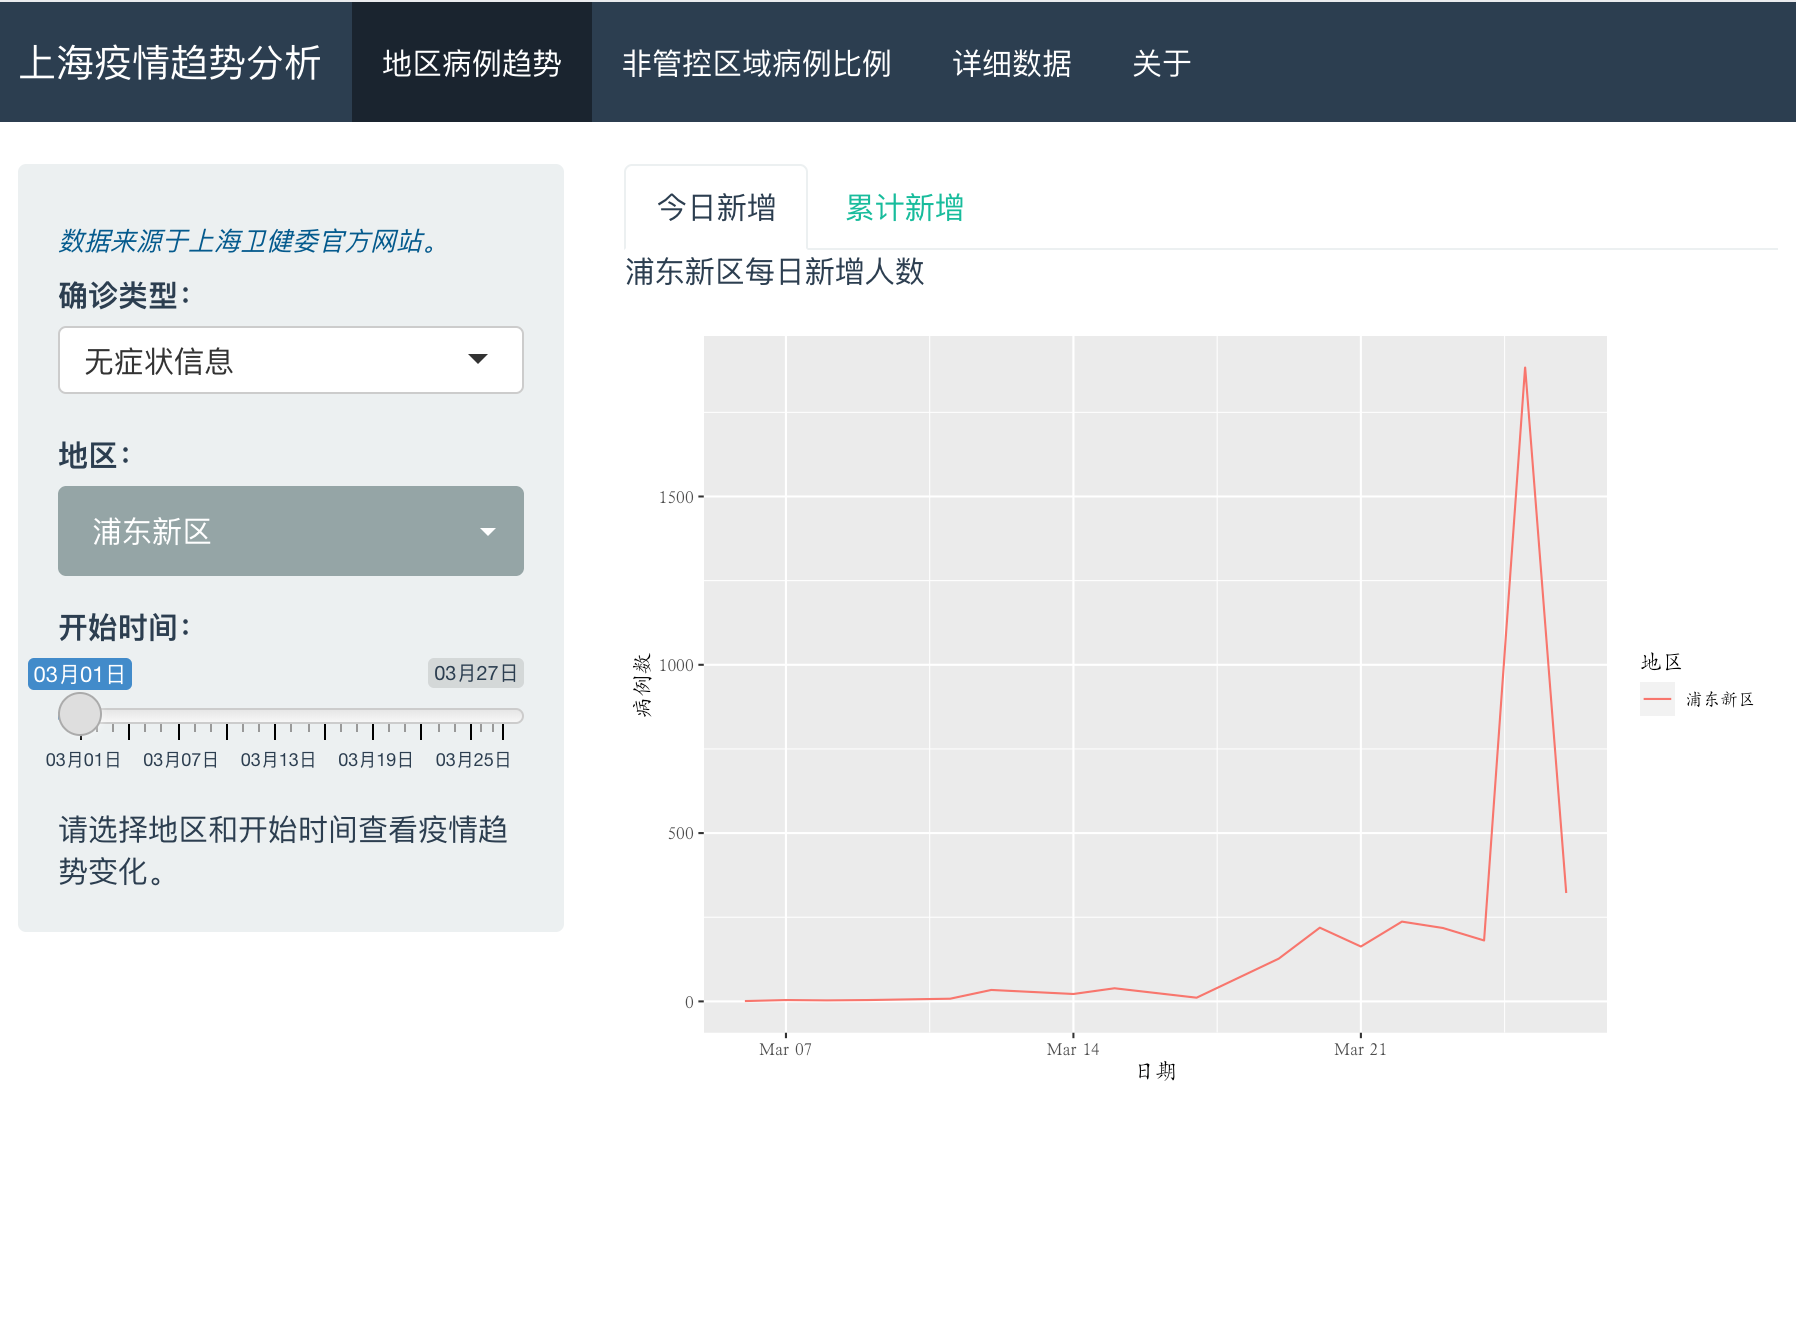 上海疫情趋势分析 地区病例趋势 非管控区域病例比例 详细数据 关于
数据来源于上海卫健委官方网站。
确诊类型：
无症状信息
地区：
浦东新区
开始时间：
03月01日 03月27日
03月01日 03月07日 03月13日 03月19日 03月25日
请选择地区和开始时间查看疫情趋
势变化。
今日新增 累计新增
浦东新区每日新增人数
病例数
1500
1000
500
0
Mar 07 Mar 14 Mar 21
日期
地区
浦东新区